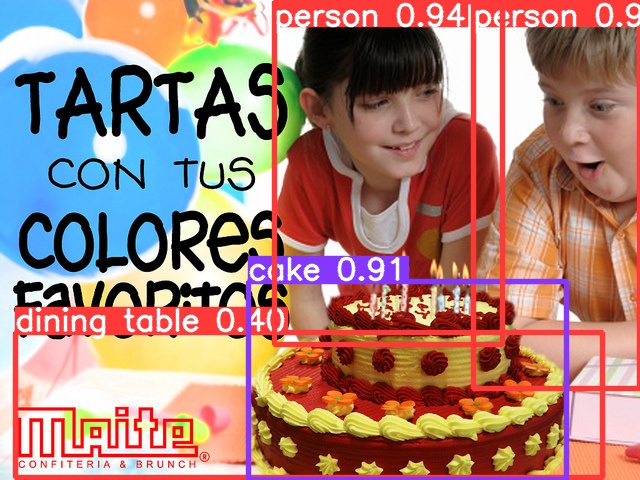 person 0.94
person 0.9
TARTAS
CON TUS
COLORES
FAVORITOS
cake 0.91
dining table 0.40
Maite
CONFITERIA & BRUNCH®